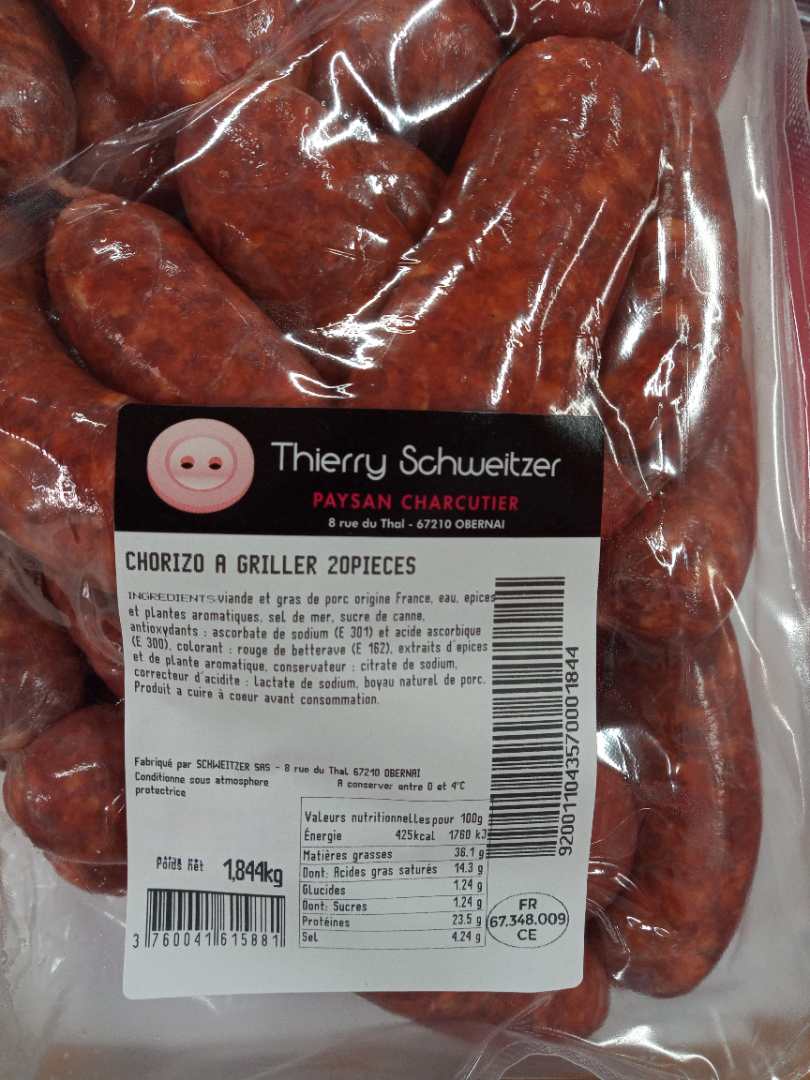 Thierry Schweitzer
PAYSAN CHARCUTIER
8 rue du Thal - 67210 OBERNAI
CHORIZO A GRILLER 20PIECES
INGREDIENTS:viande et gras de porc origine France, eau, epices
et plantes aromatiques, sel de mer, sucre de canne,
antioxydants : ascorbate de sodium (E 301) et acide ascorbique
(E 300), colorant : rouge de betterave (E 162), extraits d'epices
et de plante aromatique, conservateur : citrate de sodium,
correcteur d'acidite : Lactate de sodium, boyau naturel de porc.
Produit a cuire à coeur avant consommation.
9200110435700001844
Fabriqué par SCHWEITZER SAS - 8 rue du Thal 67210 OBERNAI
Conditionne sous atmosphere
protectrice
A conserver entre 0 et 4°C
Valeurs nutritionnelles pour 100g
Énergie 425kcal 1760 kJ
Matières grasses 36.1 g
Dont: Acides gras saturés 14.3 g
Glucides 1.24 g
Dont: Sucres 1.24 g
Protéines 23.5 g
Sel 4.24 g
Poids net 1,844kg
3 760041 615881
FR
67.348.009
CE